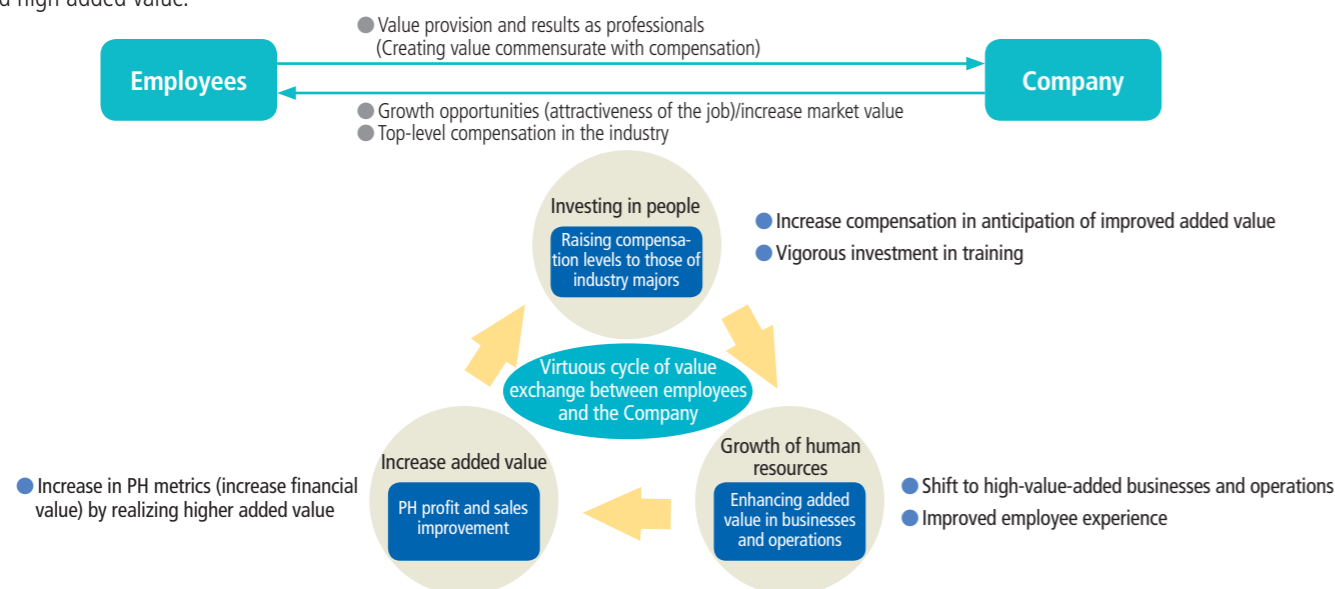 d high added value.
● Value provision and results as professionals
(Creating value commensurate with compensation)
Employees
Company
● Growth opportunities (attractiveness of the job)/increase market value
● Top-level compensation in the industry
Investing in people
Raising compensa-
tion levels to those of
industry majors
● Increase compensation in anticipation of improved added value
● Vigorous investment in training
Virtuous cycle of value
exchange between employees
and the Company
Growth of human
resources
Enhancing added
value in businesses
and operations
● Shift to high-value-added businesses and operations
● Improved employee experience
Increase added value
PH profit and sales
improvement
● Increase in PH metrics (increase financial
value) by realizing higher added value